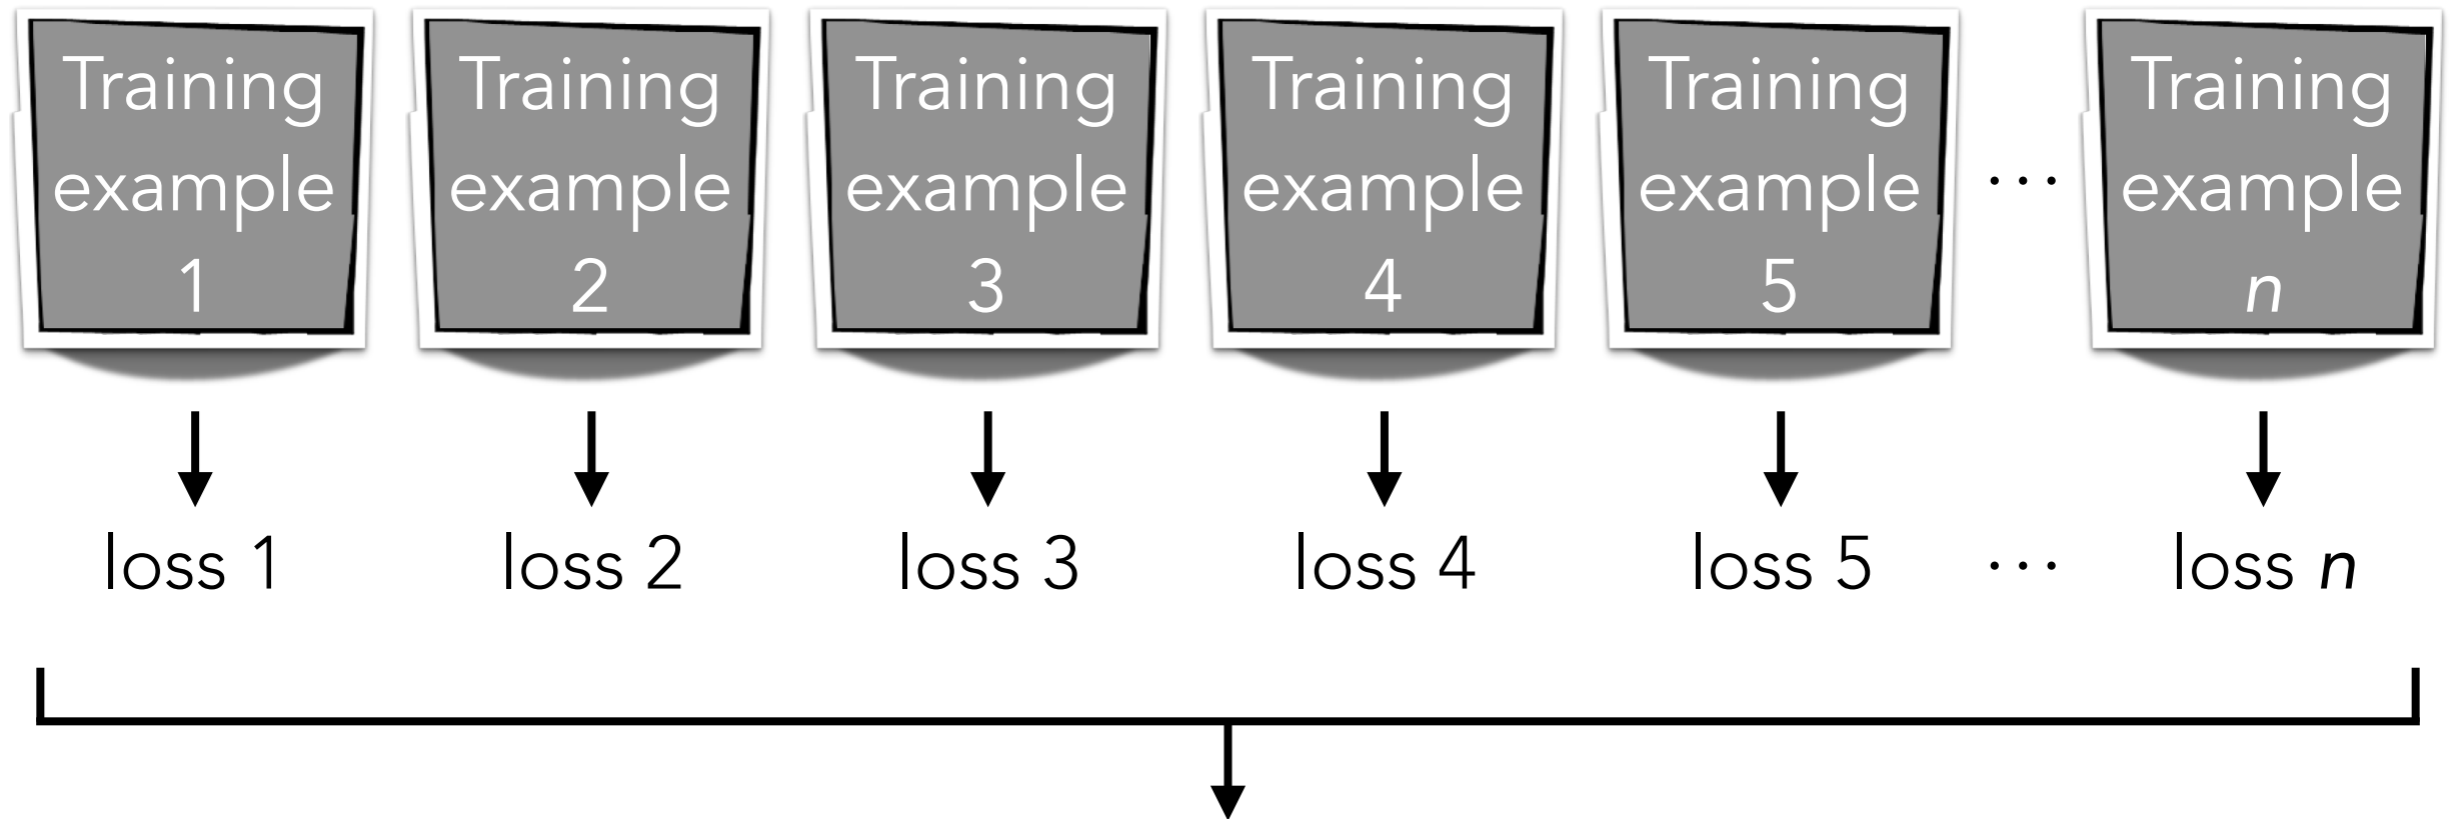 Training Training Training Training Training Training
example example example example example … example
1 2 3 4 5 n
loss 1 loss 2 loss 3 loss 4 loss 5 … loss n